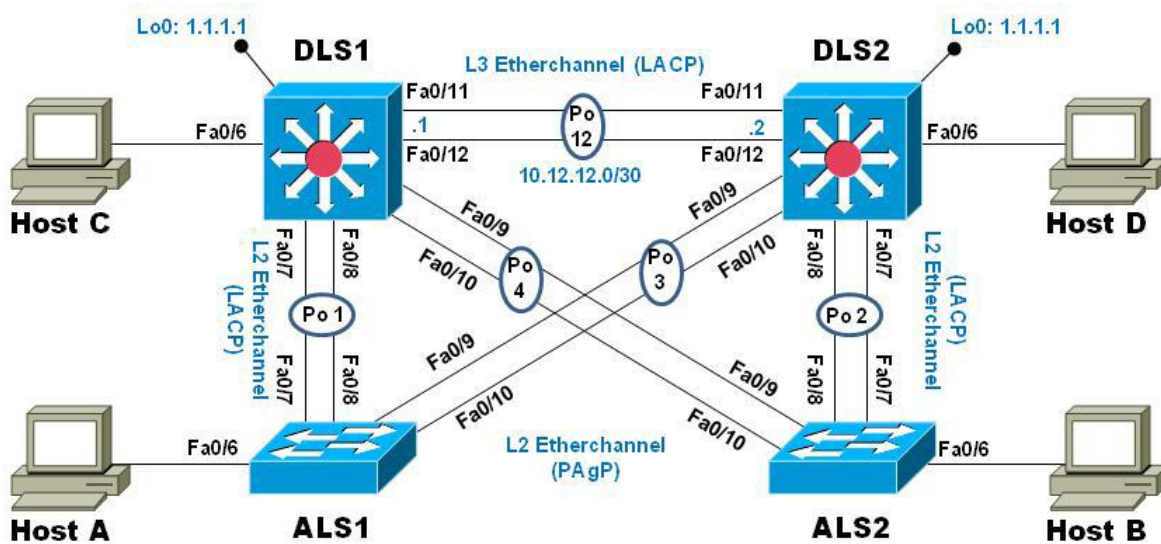 Lo0: 1.1.1.1
Lo0: 1.1.1.1
DLS1
DLS2
L3 Etherchannel (LACP)
Fa0/11
Fa0/11
Fa0/6
.1
Po
12
.2
Fa0/6
Fa0/12
Fa0/12
10.12.12.0/30
Host C
Host D
Fa0/9
Fa0/9
Fa0/10
Fa0/10
Po
4
Po
3
Fa0/7
Fa0/8
Fa0/8
Fa0/7
L2 Etherchannel
(LACP)
(LACP)
L2 Etherchannel
Po 1
Po 2
Fa0/7
Fa0/8
Fa0/9
Fa0/10
Fa0/9
Fa0/10
Fa0/8
Fa0/7
Fa0/6
L2 Etherchannel
(PAgP)
Fa0/6
Host A
ALS1
ALS2
Host B